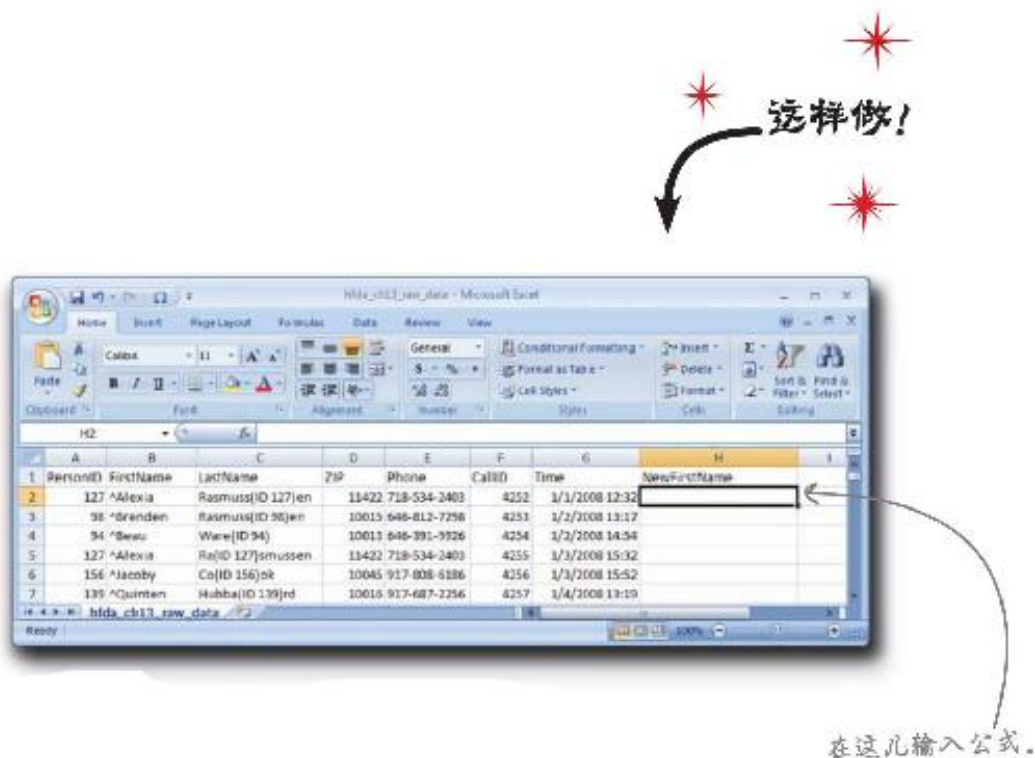 这样做!
hfda_ch13_raw_data - Microsoft Excel
Home Insert Page Layout Formulas Data Review View
Calibri 11 General Conditional Formatting Insert Σ
Paste B I U A $ % , Format as Table Delete Sort & Filter Find & Select
Cell Styles Format
Clipboard Font Alignment Number Styles Cells Editing
H2 fx
A B C D E F G H I
1 PersonID FirstName LastName ZIP Phone CallID Time NewFirstName
2 127 ^Alexia Rasmuss(ID 127)en 11422 718-534-2403 4252 1/1/2008 12:32
3 98 ^Brenden Rasmuss(ID 98)en 10015 646-812-7298 4253 1/2/2008 13:17
4 94 ^Beau Ware(ID 94) 10013 646-391-9926 4254 1/2/2008 14:54
5 127 ^Alexia Ra(ID 127)smussen 11422 718-534-2403 4255 1/3/2008 15:32
6 156 ^Jacoby Co(ID 156)ok 10045 917-808-6186 4256 1/3/2008 15:52
7 139 ^Quinten Hubba(ID 139)rd 10016 917-687-2256 4257 1/4/2008 13:19
hfda_ch13_raw_data
Ready 100%
在这儿输入公式。